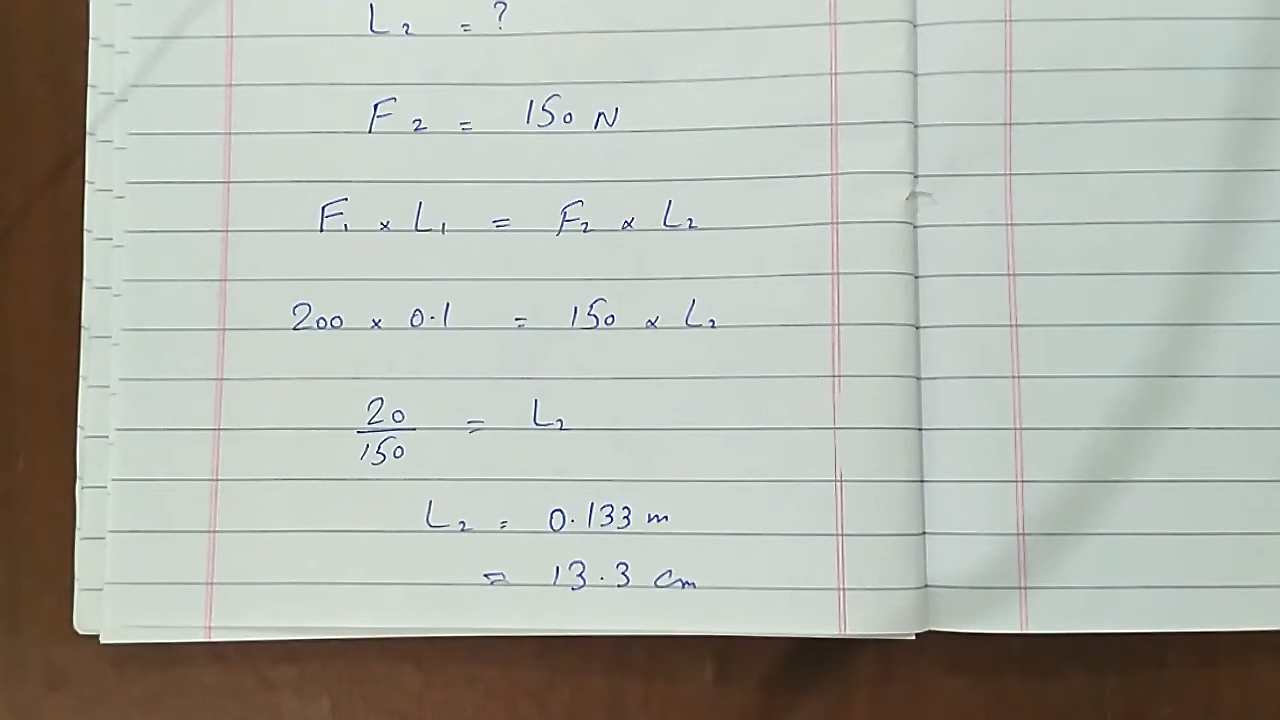 L₂ = ?
F₂ = 150 N
F₁ × L₁ = F₂ × L₂
200 × 0.1 = 150 × L₂
20/150 = L₂
L₂ = 0.133 m
= 13.3 cm